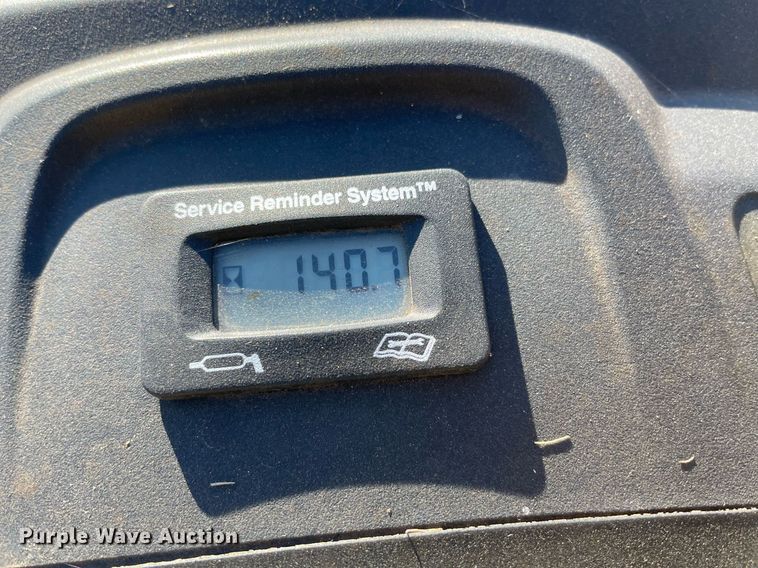 Service Reminder System™
140.7
Purple Wave Auction